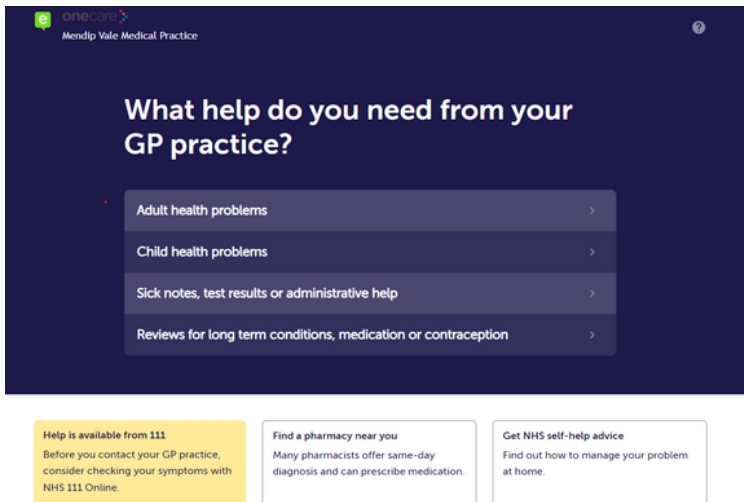 e onecare
Mendip Vale Medical Practice
?
What help do you need from your
GP practice?
Adult health problems
Child health problems
Sick notes, test results or administrative help
Reviews for long term conditions, medication or contraception
Help is available from 111
Before you contact your GP practice,
consider checking your symptoms with
NHS 111 Online.
Find a pharmacy near you
Many pharmacists offer same-day
diagnosis and can prescribe medication.
Get NHS self-help advice
Find out how to manage your problem
at home.